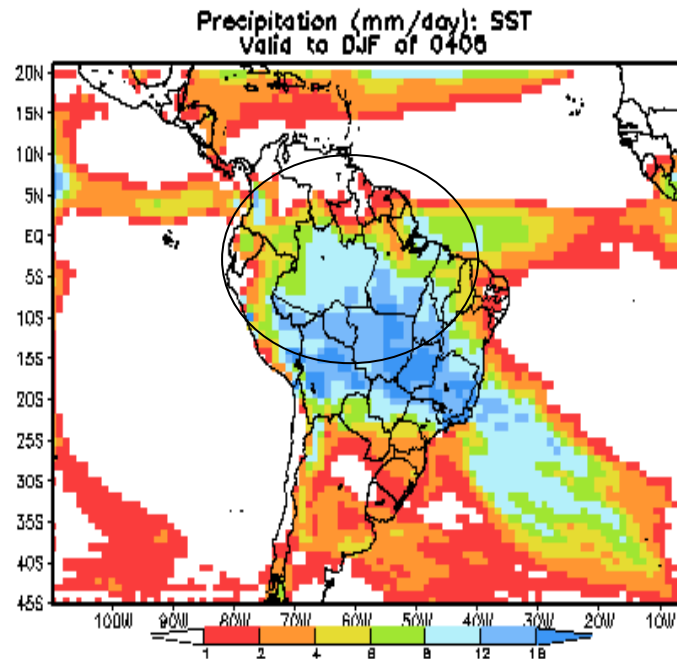 Precipitation (mm/day): SST
Valid to DJF of
20N
15N
10N
5N
EQ
5S
10S
15S
20S
25S
30S
35S
40S
45S
100W 90W 80W 70W 60W 50W 40W 30W 20W 10W
1 2 4 6 8 12